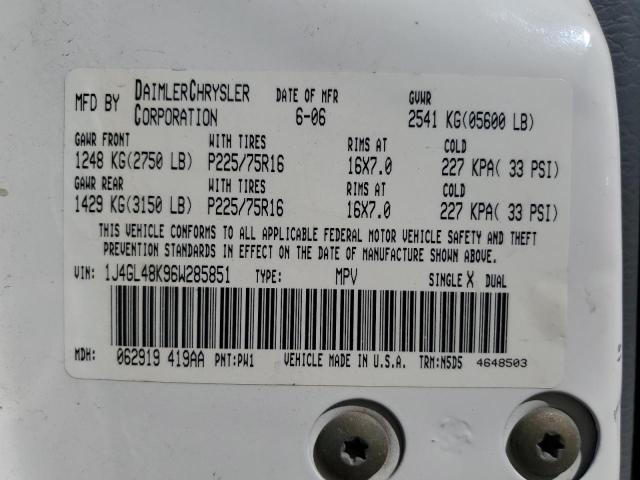 MFD BY DAIMLERCHRYSLER CORPORATION DATE OF MFR 6-06 GVWR 2541 KG(05600 LB)
GAWR FRONT WITH TIRES RIMS AT COLD
1248 KG(2750 LB) P225/75R16 16X7.0 227 KPA( 33 PSI)
GAWR REAR WITH TIRES RIMS AT COLD
1429 KG(3150 LB) P225/75R16 16X7.0 227 KPA( 33 PSI)
THIS VEHICLE CONFORMS TO ALL APPLICABLE FEDERAL MOTOR VEHICLE SAFETY AND THEFT
PREVENTION STANDARDS IN EFFECT ON THE DATE OF MANUFACTURE SHOWN ABOVE.
VIN: 1J4GL48K96W285851 TYPE: MPV SINGLE X DUAL
MDH: 062919 419AA PNT:PW1 VEHICLE MADE IN U.S.A. TRM:N5D5 4648503